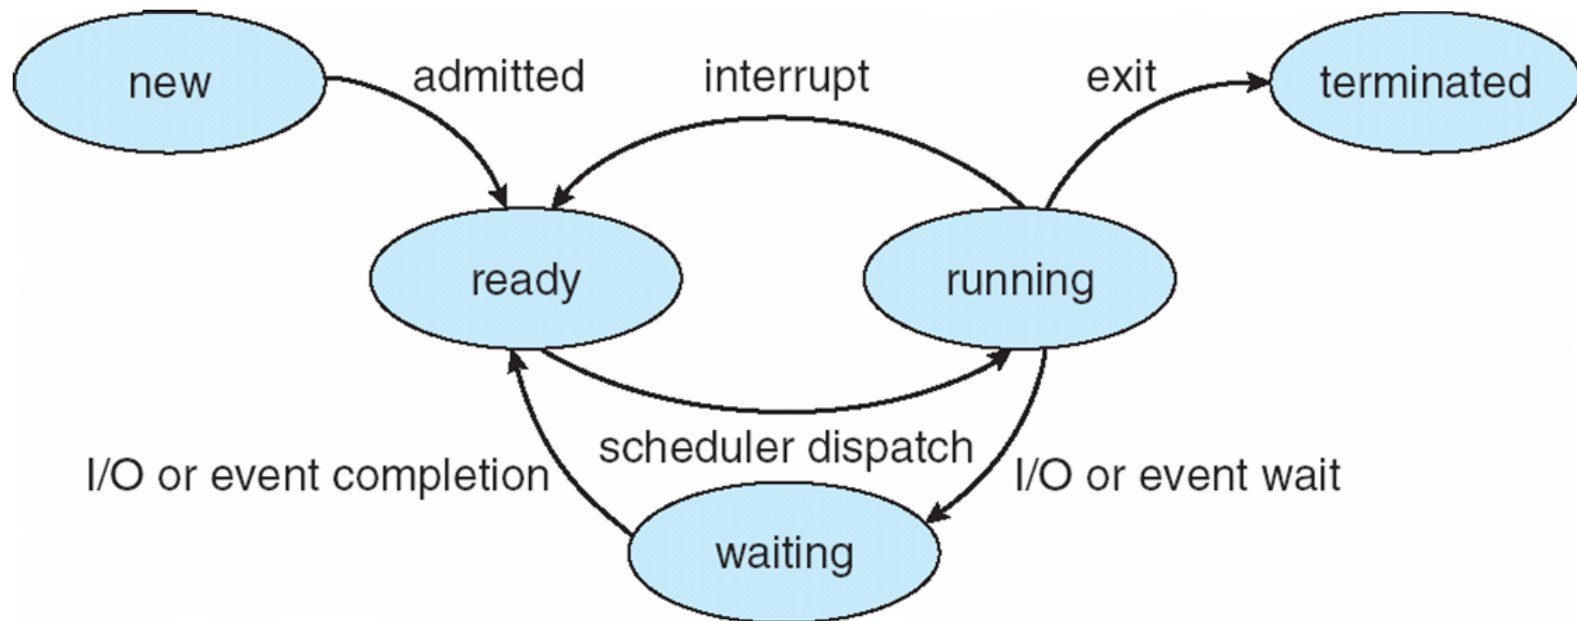 new
admitted
interrupt
exit
terminated
ready
running
scheduler dispatch
I/O or event completion
I/O or event wait
waiting